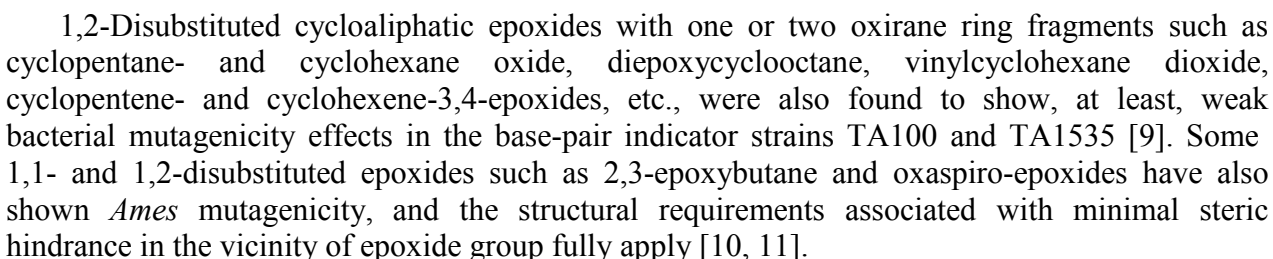 1,2-Disubstituted cycloaliphatic epoxides with one or two oxirane ring fragments such as
cyclopentane- and cyclohexane oxide, diepoxycyclooctane, vinylcyclohexane dioxide,
cyclopentene- and cyclohexene-3,4-epoxides, etc., were also found to show, at least, weak
bacterial mutagenicity effects in the base-pair indicator strains TA100 and TA1535 [9]. Some
1,1- and 1,2-disubstituted epoxides such as 2,3-epoxybutane and oxaspiro-epoxides have also
shown Ames mutagenicity, and the structural requirements associated with minimal steric
hindrance in the vicinity of epoxide group fully apply [10, 11].